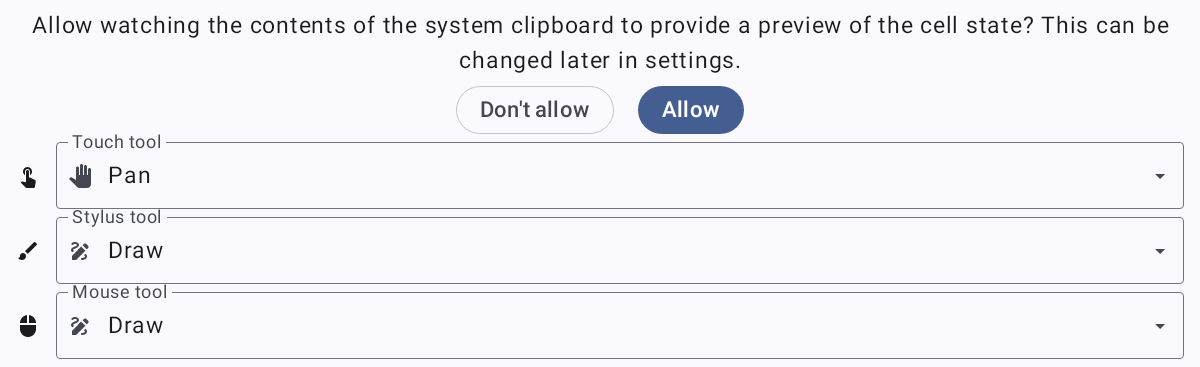 Allow watching the contents of the system clipboard to provide a preview of the cell state? This can be
changed later in settings.
Don't allow
Allow
Touch tool
Pan
Stylus tool
Draw
Mouse tool
Draw